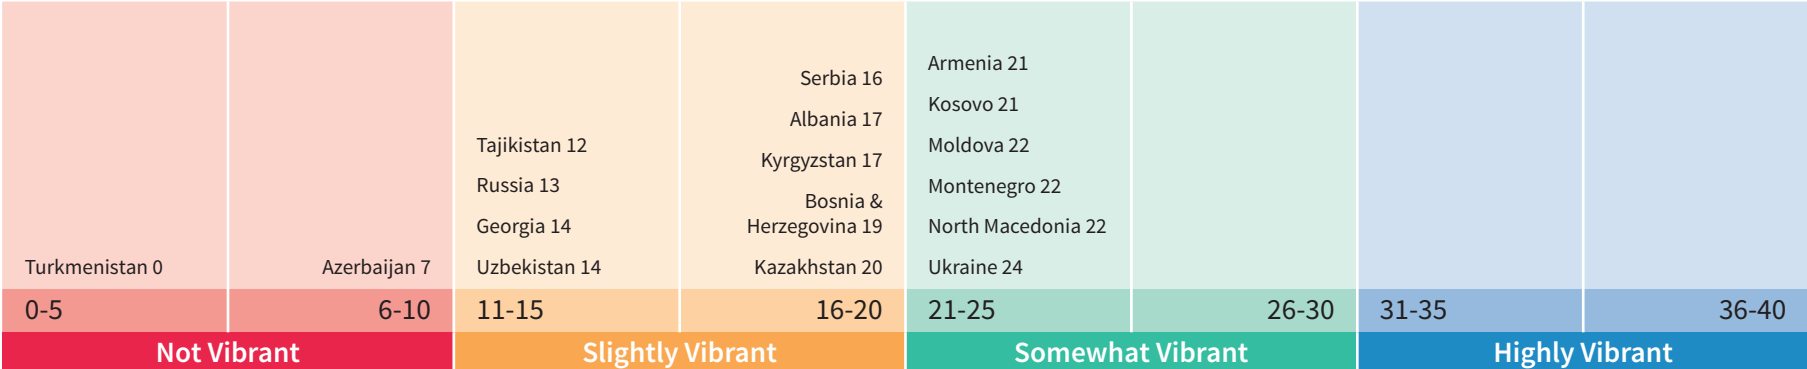 Turkmenistan 0
Azerbaijan 7
Tajikistan 12
Russia 13
Georgia 14
Uzbekistan 14
Serbia 16
Albania 17
Kyrgyzstan 17
Bosnia &
Herzegovina 19
Kazakhstan 20
Armenia 21
Kosovo 21
Moldova 22
Montenegro 22
North Macedonia 22
Ukraine 24
0-5
6-10
11-15
16-20
21-25
26-30
31-35
36-40
Not Vibrant
Slightly Vibrant
Somewhat Vibrant
Highly Vibrant